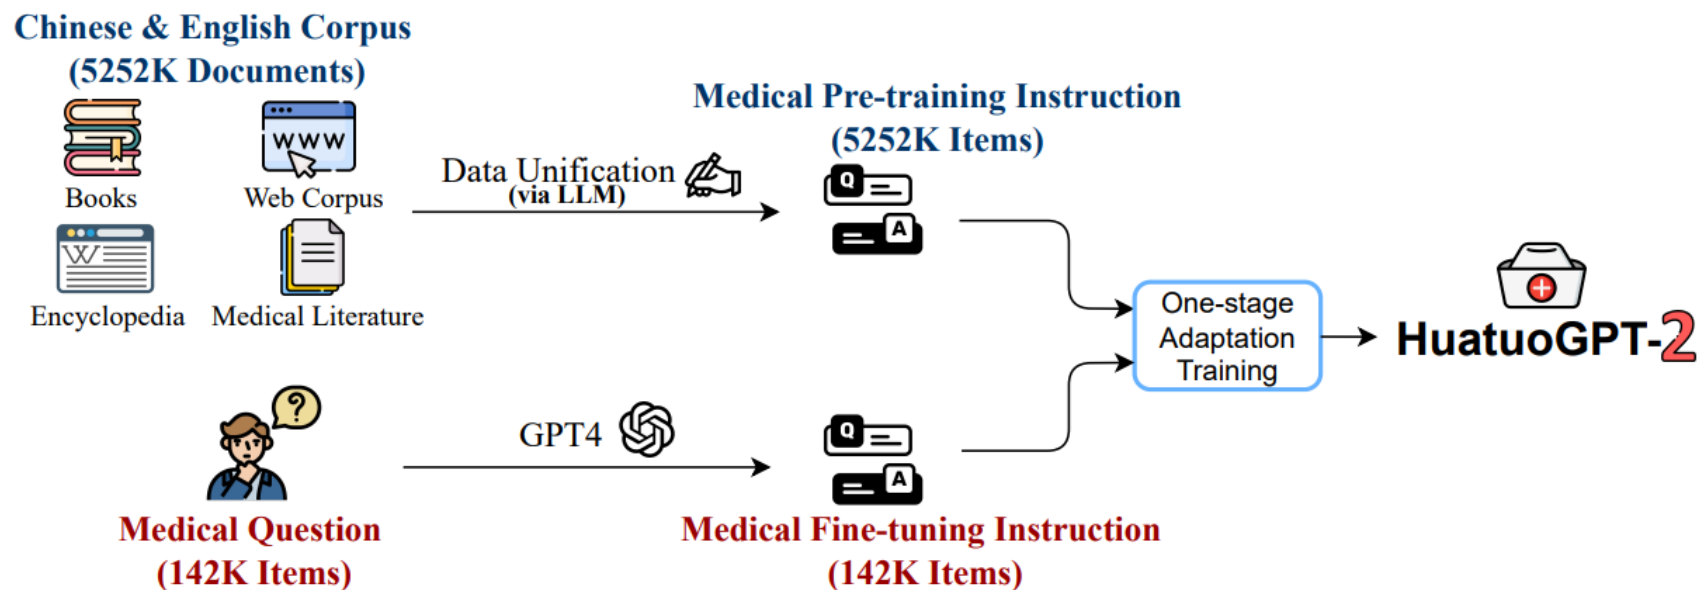 Chinese & English Corpus
(5252K Documents)
Books
WWW
Web Corpus
W
Encyclopedia
Medical Literature
Data Unification
(via LLM)
Medical Pre-training Instruction
(5252K Items)
Q
A
?
Medical Question
(142K Items)
GPT4
Q
A
Medical Fine-tuning Instruction
(142K Items)
One-stage
Adaptation
Training
HuatuoGPT-2